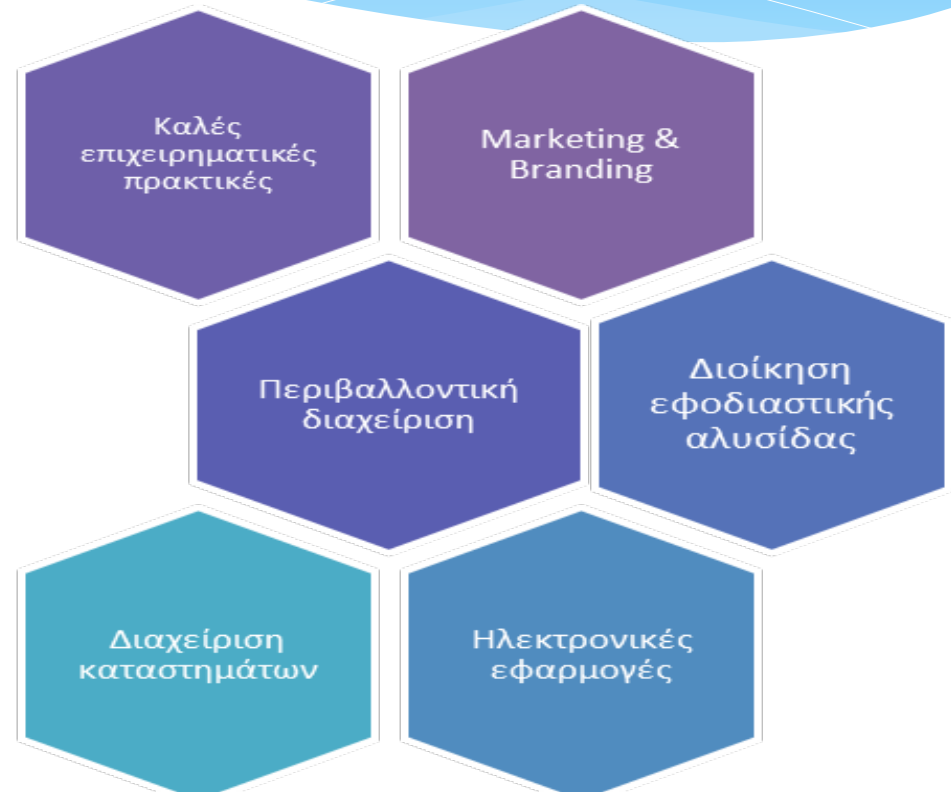 Καλές
επιχειρηματικές
πρακτικές
Marketing &
Branding
Περιβαλλοντική
διαχείριση
Διοίκηση
εφοδιαστικής
αλυσίδας
Διαχείριση
καταστημάτων
Ηλεκτρονικές
εφαρμογές